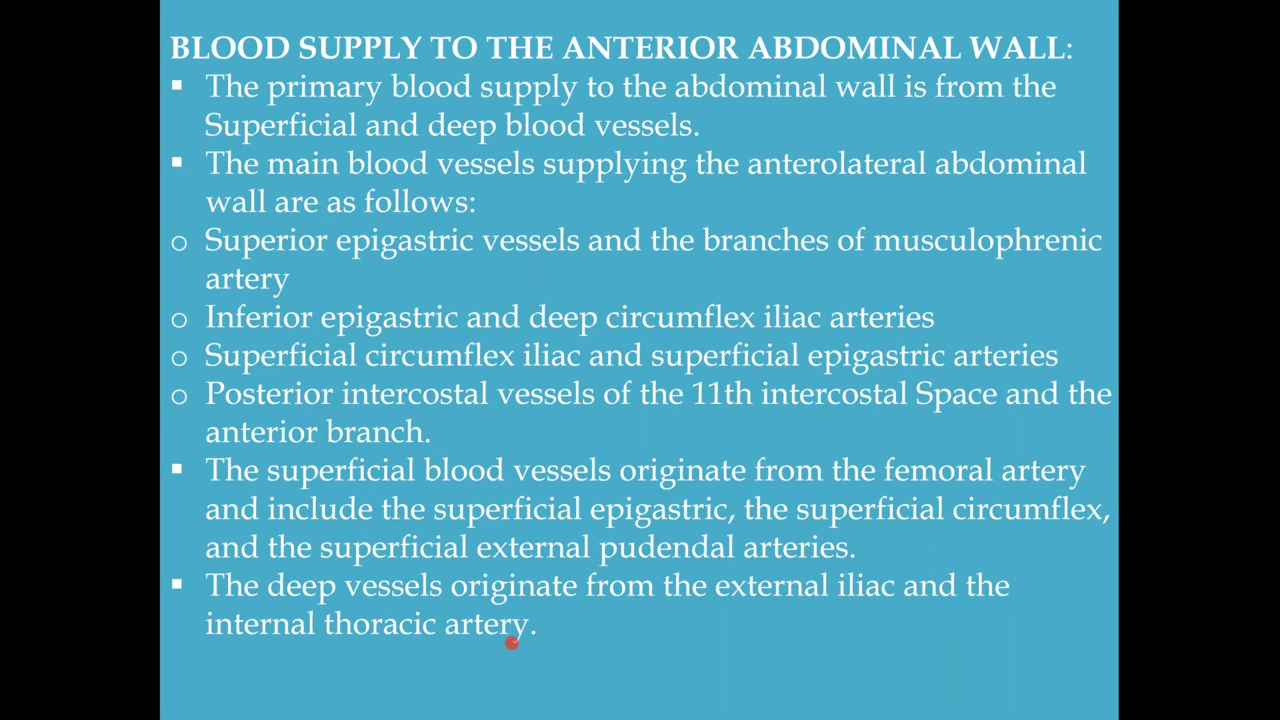 BLOOD SUPPLY TO THE ANTERIOR ABDOMINAL WALL:
▪ The primary blood supply to the abdominal wall is from the
Superficial and deep blood vessels.
▪ The main blood vessels supplying the anterolateral abdominal
wall are as follows:
o Superior epigastric vessels and the branches of musculophrenic
artery
o Inferior epigastric and deep circumflex iliac arteries
o Superficial circumflex iliac and superficial epigastric arteries
o Posterior intercostal vessels of the 11th intercostal Space and the
anterior branch.
▪ The superficial blood vessels originate from the femoral artery
and include the superficial epigastric, the superficial circumflex,
and the superficial external pudendal arteries.
▪ The deep vessels originate from the external iliac and the
internal thoracic artery.